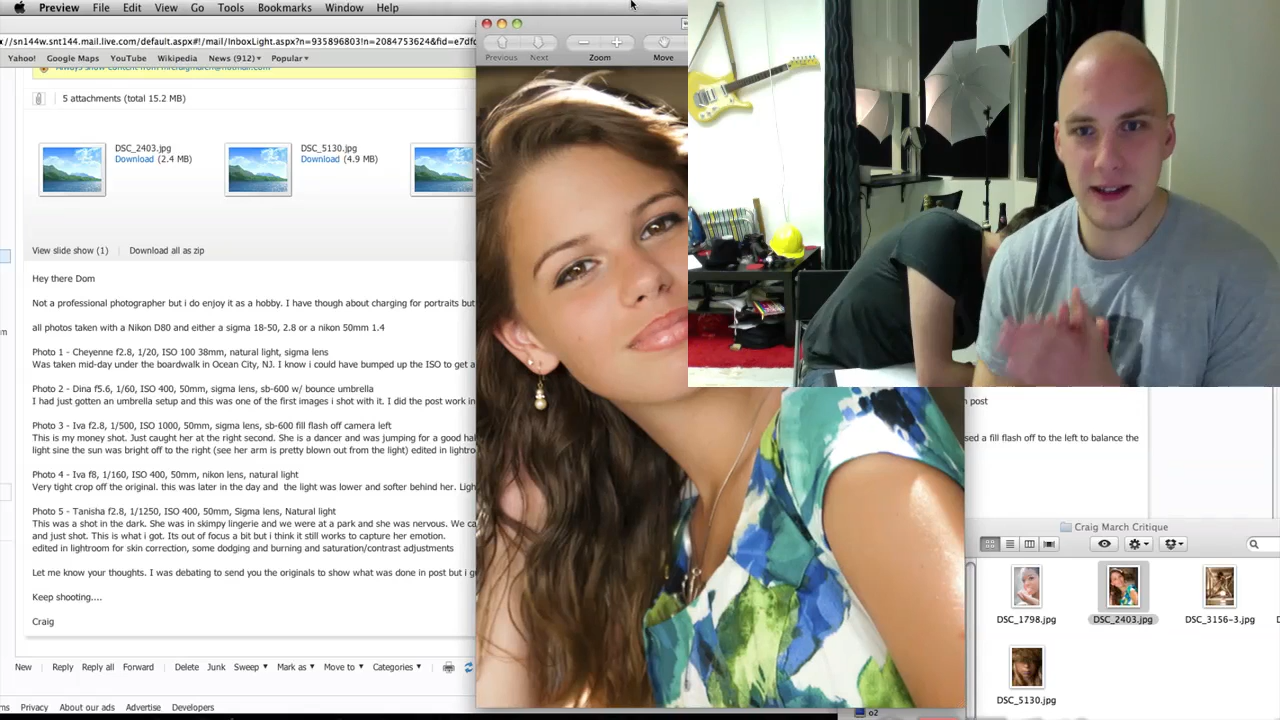 Preview File Edit View Go Tools Bookmarks Window Help
://sn144w.snt144.mail.live.com/default.aspx#!/mail/InboxLight.aspx?n=935896803!n=2084753624&fid=e7dfc
Yahoo! Google Maps YouTube Wikipedia News (912) Popular
Previous Next Zoom Move
5 attachments (total 15.2 MB)
DSC_2403.jpg
Download (2.4 MB)
DSC_5130.jpg
Download (4.9 MB)
View slide show (1) Download all as zip
Hey there Dom
Not a professional photographer but i do enjoy it as a hobby. I have though about charging for portraits but
all photos taken with a Nikon D80 and either a sigma 18-50, 2.8 or a nikon 50mm 1.4
Photo 1 - Cheyenne f2.8, 1/20, ISO 100 38mm, natural light, sigma lens
Was taken mid-day under the boardwalk in Ocean City, NJ. I know i could have bumped up the ISO to get a
Photo 2 - Dina f5.6, 1/60, ISO 400, 50mm, sigma lens, sb-600 w/ bounce umbrella
I had just gotten an umbrella setup and this was one of the first images i shot with it. I did the post work in
n post
Photo 3 - Iva f2.8, 1/500, ISO 1000, 50mm, sigma lens, sb-600 fill flash off camera left
This is my money shot. Just caught her at the right second. She is a dancer and was jumping for a good hal
sed a fill flash off to the left to balance the
light sine the sun was bright off to the right (see her arm is pretty blown out from the light) edited in lightro
Photo 4 - Iva f8, 1/160, ISO 400, nikon lens, natural light
Very tight crop off the original. this was later in the day and the light was lower and softer behind her. Ligh
Photo 5 - Tanisha f2.8, 1/1250, ISO 400, 50mm, Sigma Lens, Natural light
This was a shot in the dark. She was in skimpy lingerie and we were at a park and she was nervous. We ca
and just shot. This is what i got. Its out of focus a bit but i think it still works to capture her emotion.
edited in lightroom for skin correction, some dodging and burning and saturation/contrast adjustments
Let me know your thoughts. I was debating to send you the originals to show what was done in post but i g
Keep shooting....
Craig
New Reply Reply all Forward Delete Junk Sweep Mark as Move to Categories
ms Privacy About our ads Advertise Developers
Craig March Critique
DSC_1798.jpg DSC_2403.jpg DSC_3156-3.jpg
DSC_5130.jpg
o2